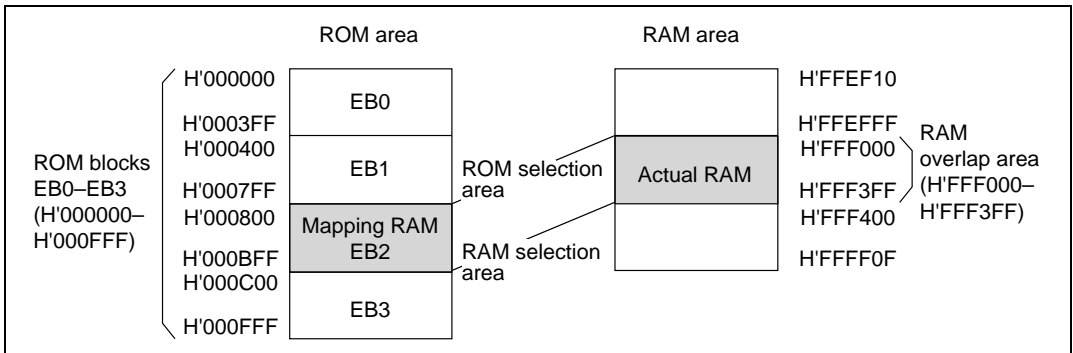 ROM area
RAM area
ROM blocks
EB0–EB3
(H'000000–
H'000FFF)
H'000000
H'0003FF
H'000400
H'0007FF
H'000800
H'000BFF
H'000C00
H'000FFF
EB0
EB1
Mapping RAM
EB2
EB3
ROM selection
area
RAM selection
area
Actual RAM
H'FFEF10
H'FFEFFF
H'FFF000
H'FFF3FF
H'FFF400
H'FFFF0F
RAM
overlap area
(H'FFF000–
H'FFF3FF)